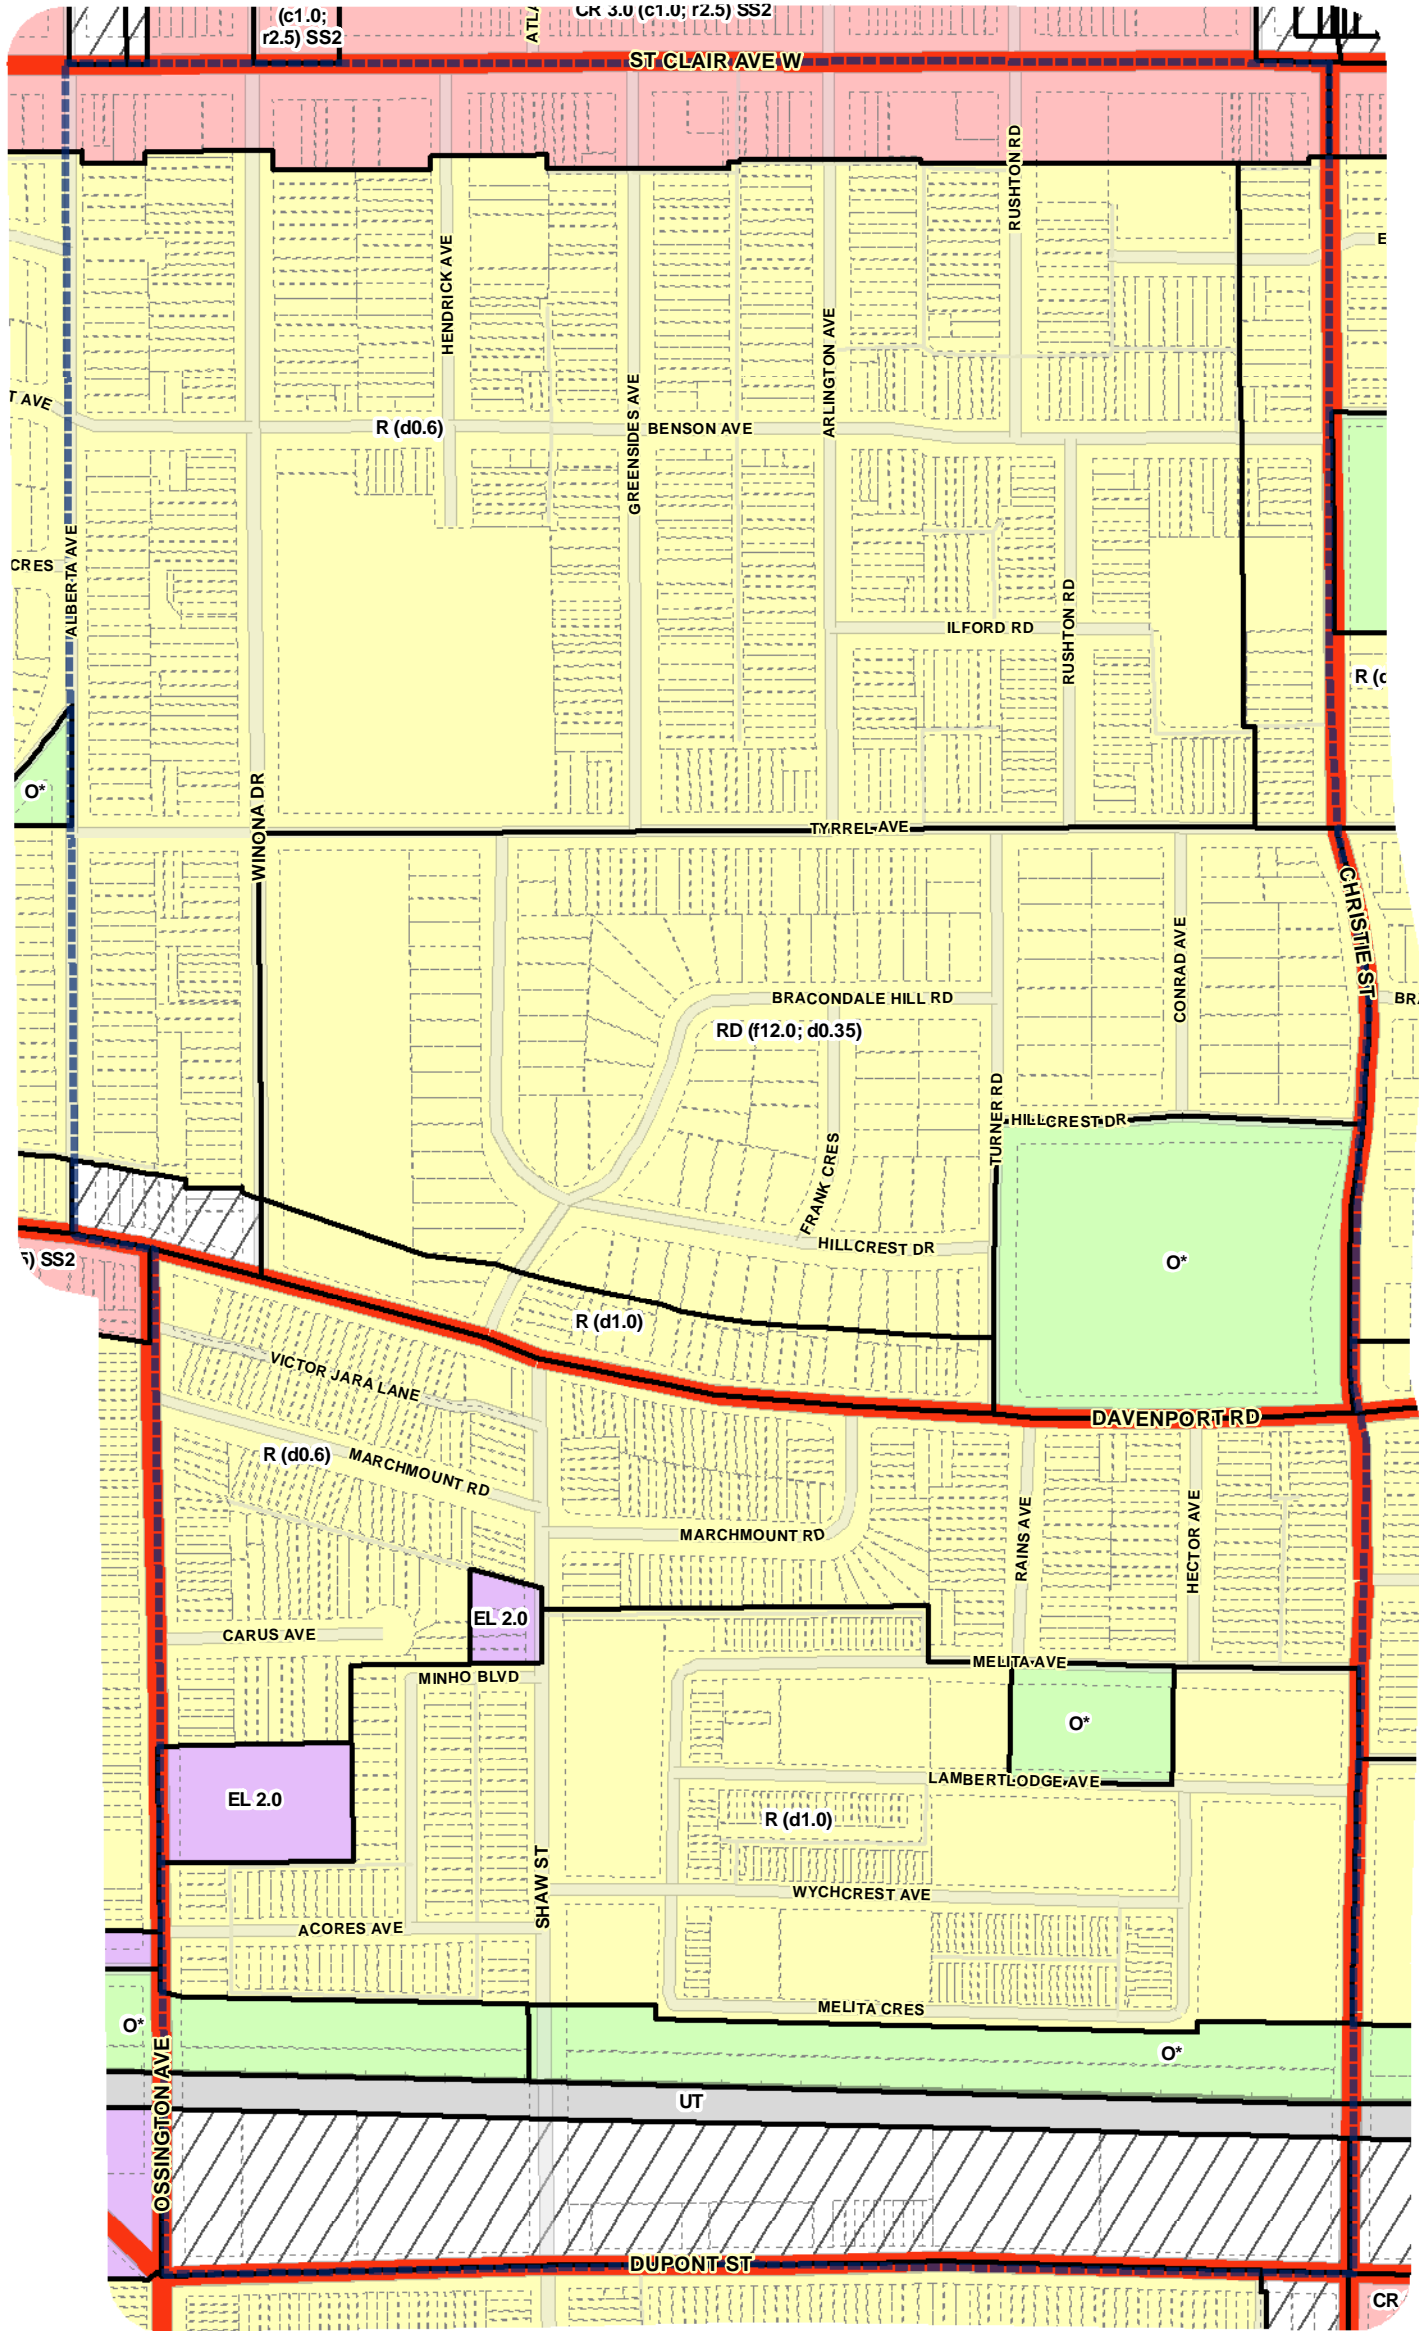 (c1.0;
r2.5) SS2
CR 3.0 (c1.0; r2.5) SS2
ST CLAIR AVE W
RUSHTON RD
HENDRICK AVE
E
ARLINGTON AVE
GREENSIDES AVE
T AVE
R (d0.6)
BENSON AVE
ALBERTA AVE
CRES
ILFORD RD
RUSHTON RD
R (d
O*
WINONA DR
TYRREL AVE
CHRISTIE ST
CONRAD AVE
BRACONDALE HILL RD
BRA
RD (f12.0; d0.35)
TURNER RD
HILLCREST DR
FRANK CRES
HILLCREST DR
O*
) SS2
R (d1.0)
VICTOR JARA LANE
DAVENPORT RD
R (d0.6)
MARCHMOUNT RD
MARCHMOUNT RD
RAINS AVE
HECTOR AVE
EL 2.0
CARUS AVE
MINHO BLVD
MELITA AVE
O*
LAMBERTLODGE AVE
EL 2.0
R (d1.0)
SHAW ST
WYCHCREST AVE
ACORES AVE
MELITA CRES
O*
O*
OSSINGTON AVE
UT
DUPONT ST
CR